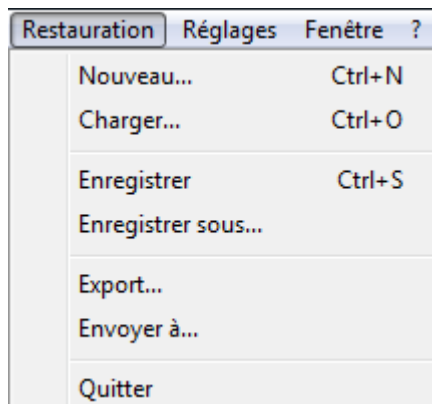 Restauration Réglages Fenêtre ?
Nouveau... Ctrl+N
Charger... Ctrl+O
Enregistrer Ctrl+S
Enregistrer sous...
Export...
Envoyer à...
Quitter